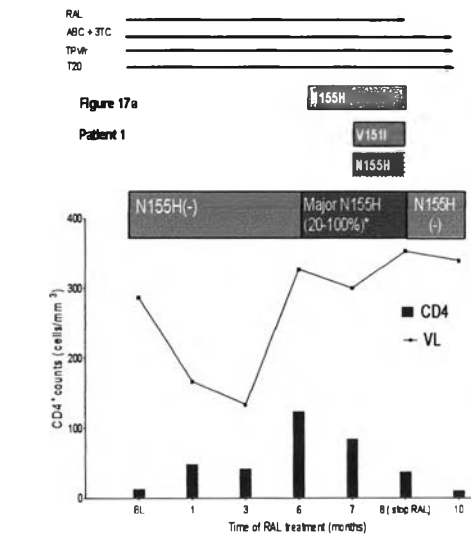 RAL
ABC + 3TC
TPV/r
T20
Figure 17a
N155H
Patient 1
V151I
N155H
N155H(-)
Major N155H
(20-100%)*
N155H
(-)
400
300
200
100
0
CD4⁺ counts (cells/mm³)
CD4
VL
BL
1
3
6
7
8 ( stop RAL)
10
Time of RAL treatment (months)